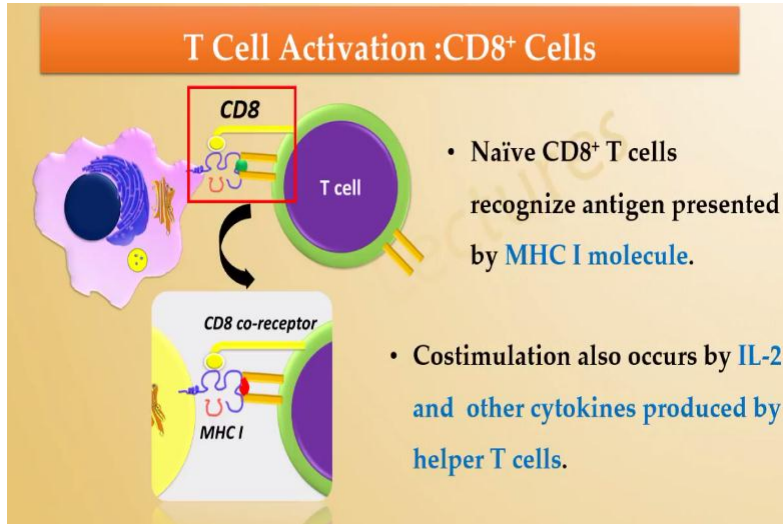 T Cell Activation :CD8⁺ Cells
CD8
T cell
CD8 co-receptor
MHC I
• Naïve CD8⁺ T cells
recognize antigen presented
by MHC I molecule.
• Costimulation also occurs by IL-2
and other cytokines produced by
helper T cells.
Lectures